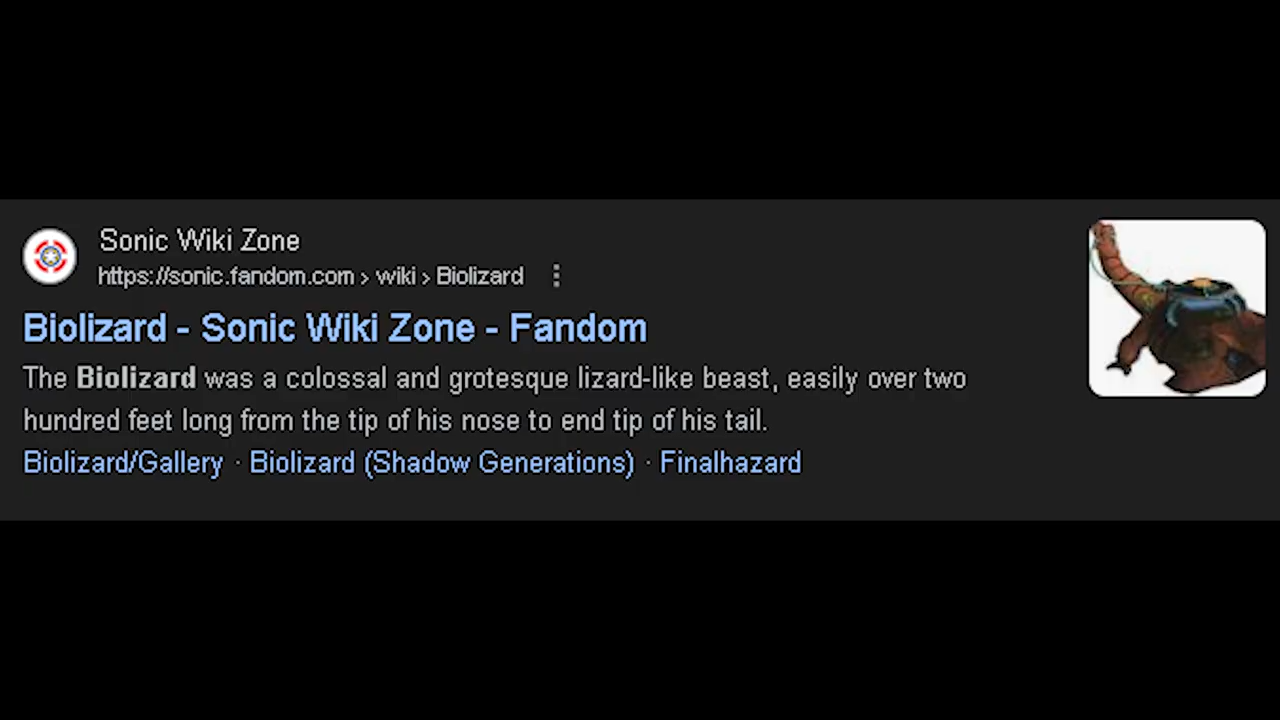 Sonic Wiki Zone
https://sonic.fandom.com › wiki › Biolizard
Biolizard - Sonic Wiki Zone - Fandom
The Biolizard was a colossal and grotesque lizard-like beast, easily over two
hundred feet long from the tip of his nose to end tip of his tail.
Biolizard/Gallery · Biolizard (Shadow Generations) · Finalhazard